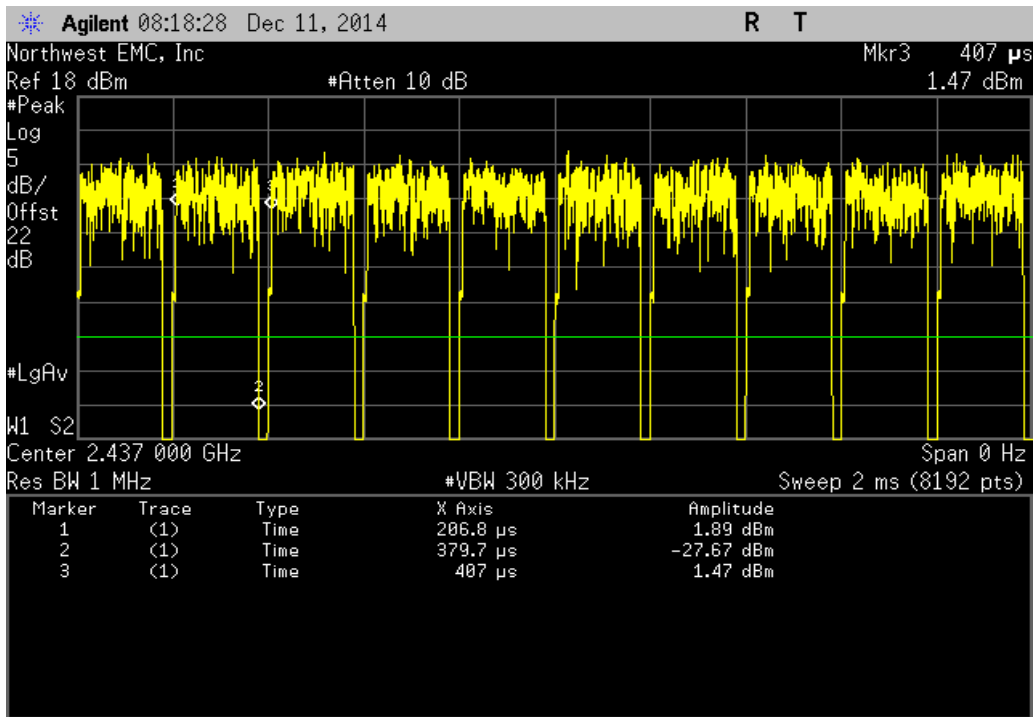 Agilent 08:18:28 Dec 11, 2014 R T
Northwest EMC, Inc Mkr3 407 µs
Ref 18 dBm #Atten 10 dB 1.47 dBm
#Peak
Log
5
dB/
Offst
22
dB
1
3
2
#LgAv
W1 S2
Center 2.437 000 GHz Span 0 Hz
Res BW 1 MHz #VBW 300 kHz Sweep 2 ms (8192 pts)
Marker Trace Type X Axis Amplitude
1 (1) Time 206.8 µs 1.89 dBm
2 (1) Time 379.7 µs -27.67 dBm
3 (1) Time 407 µs 1.47 dBm